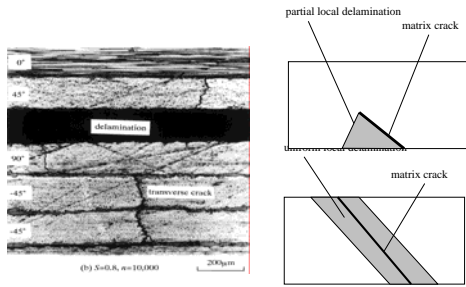 partial local delamination
matrix crack
0°
45°
delamination
90°
-45°
transverse crack
-45°
200μm
(b) S=0.8, n=10,000
uniform local delamination
matrix crack